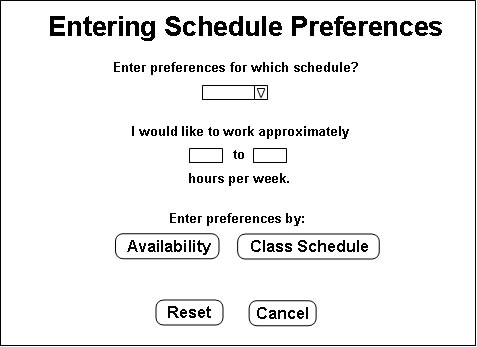 Entering Schedule Preferences
Enter preferences for which schedule?
I would like to work approximately
to
hours per week.
Enter preferences by:
Availability Class Schedule
Reset Cancel